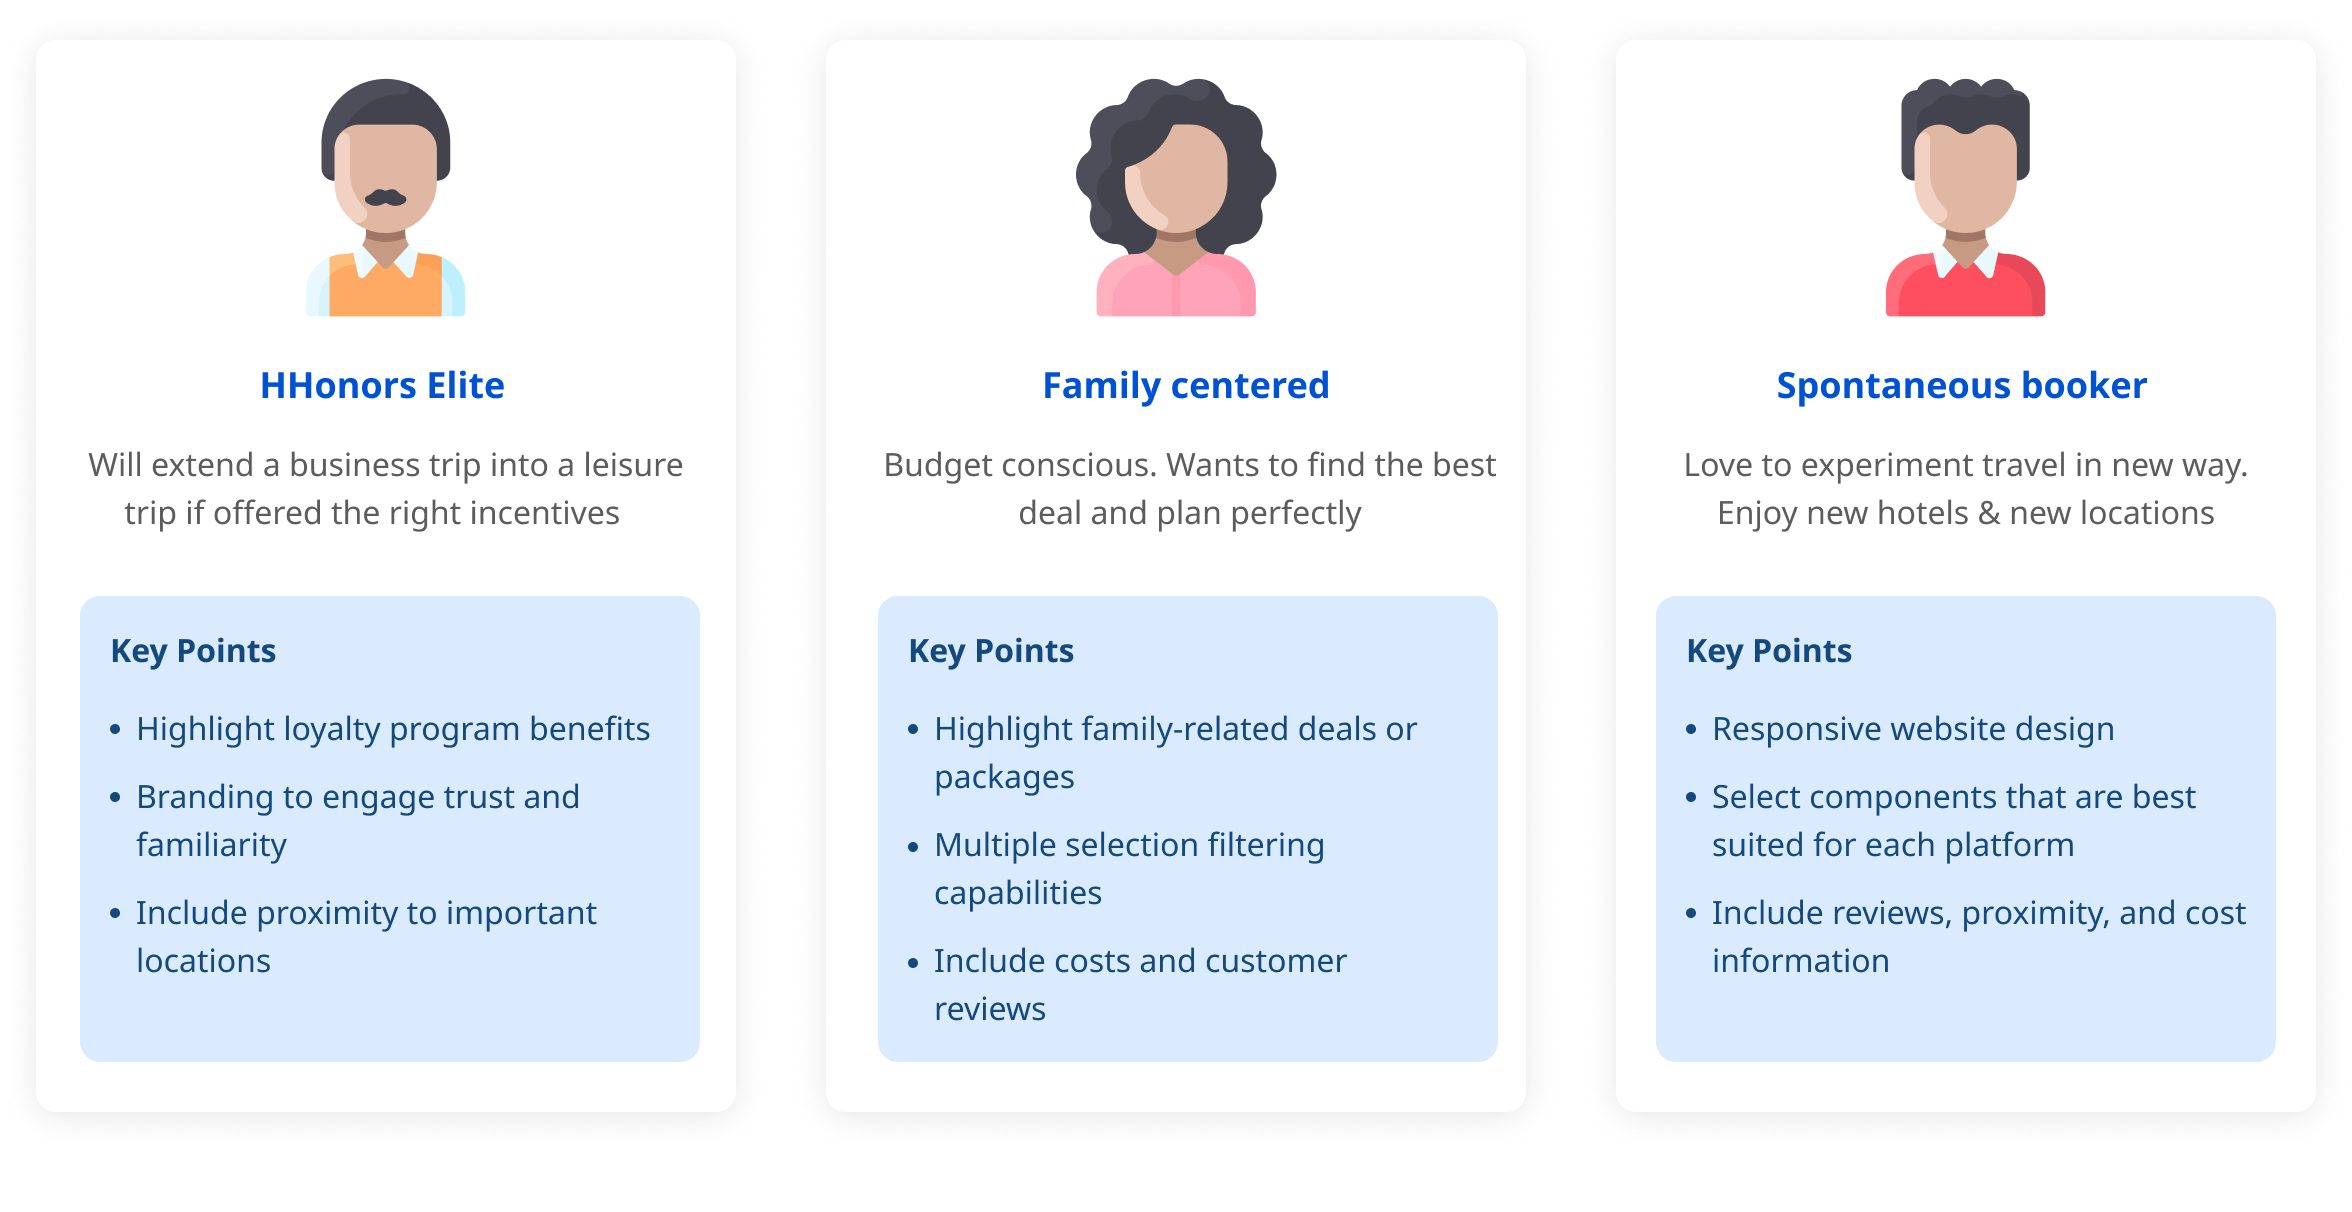 HHonors Elite
Will extend a business trip into a leisure
trip if offered the right incentives
Key Points
• Highlight loyalty program benefits
• Branding to engage trust and
familiarity
• Include proximity to important
locations
Family centered
Budget conscious. Wants to find the best
deal and plan perfectly
Key Points
• Highlight family-related deals or
packages
• Multiple selection filtering
capabilities
• Include costs and customer
reviews
Spontaneous booker
Love to experiment travel in new way.
Enjoy new hotels & new locations
Key Points
• Responsive website design
• Select components that are best
suited for each platform
• Include reviews, proximity, and cost
information